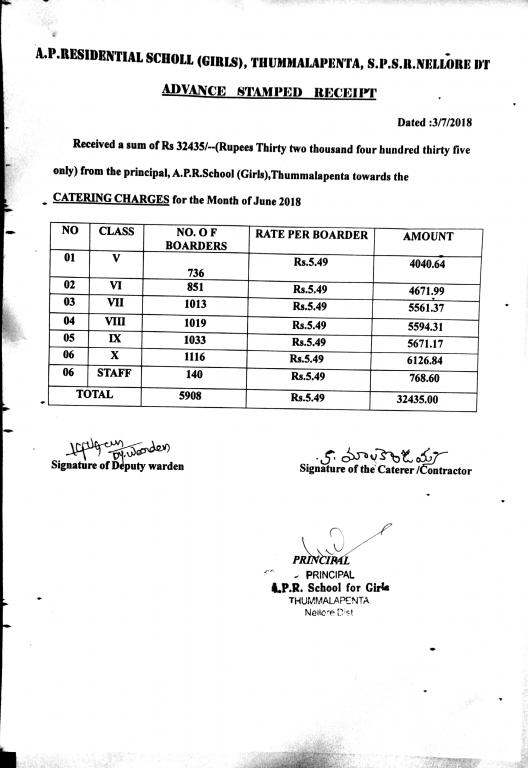 A.P.RESIDENTIAL SCHOLL (GIRLS), THUMMALAPENTA, S.P.S.R.NELLORE DT
ADVANCE STAMPED RECEIPT
Dated :3/7/2018
Received a sum of Rs 32435/--(Rupees Thirty two thousand four hundred thirty five
only) from the principal, A.P.R.School (Girls),Thummalapenta towards the
CATERING CHARGES for the Month of June 2018
NO CLASS NO. O F BOARDERS RATE PER BOARDER AMOUNT
01 V 736 Rs.5.49 4040.64
02 VI 851 Rs.5.49 4671.99
03 VII 1013 Rs.5.49 5561.37
04 VIII 1019 Rs.5.49 5594.31
05 IX 1033 Rs.5.49 5671.17
06 X 1116 Rs.5.49 6126.84
06 STAFF 140 Rs.5.49 768.60
TOTAL 5908 Rs.5.49 32435.00
Dy.warden
Signature of Deputy warden
Signature of the Caterer /Contractor
PRINCIPAL
PRINCIPAL
A.P.R. School for Girls
THUMMALAPENTA
Nellore Dist